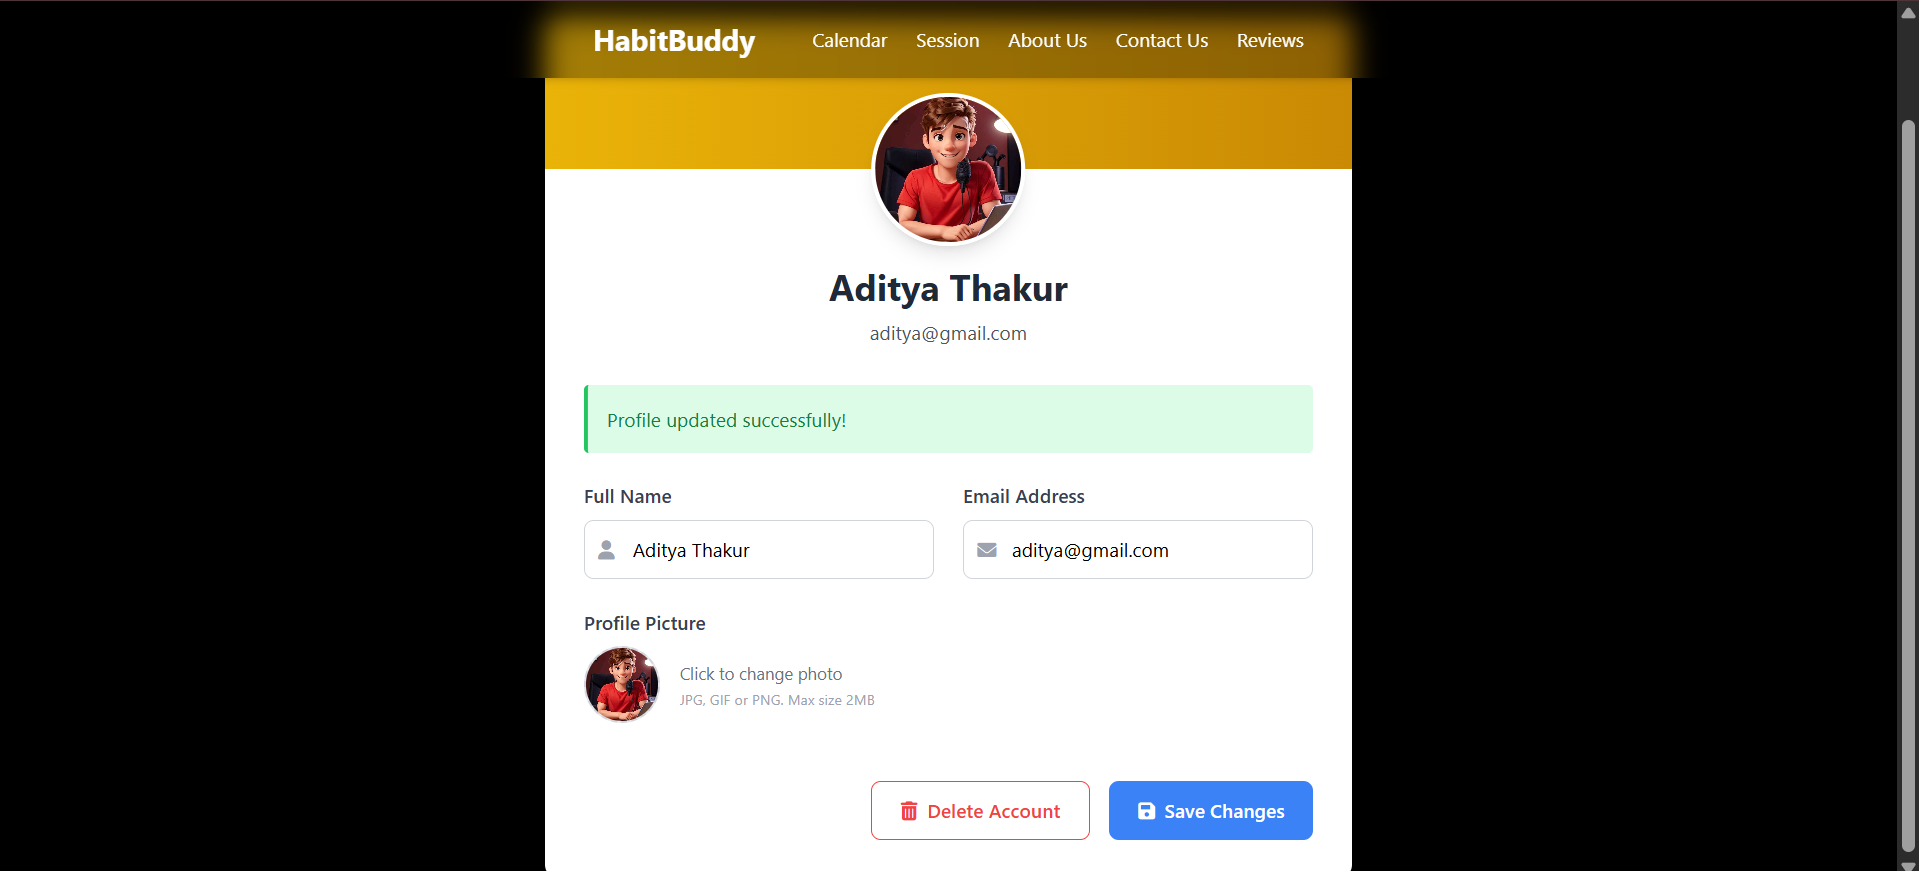 HabitBuddy Calendar Session About Us Contact Us Reviews
Aditya Thakur
aditya@gmail.com
Profile updated successfully!
Full Name Email Address
Aditya Thakur aditya@gmail.com
Profile Picture
Click to change photo
JPG, GIF or PNG. Max size 2MB
Delete Account Save Changes